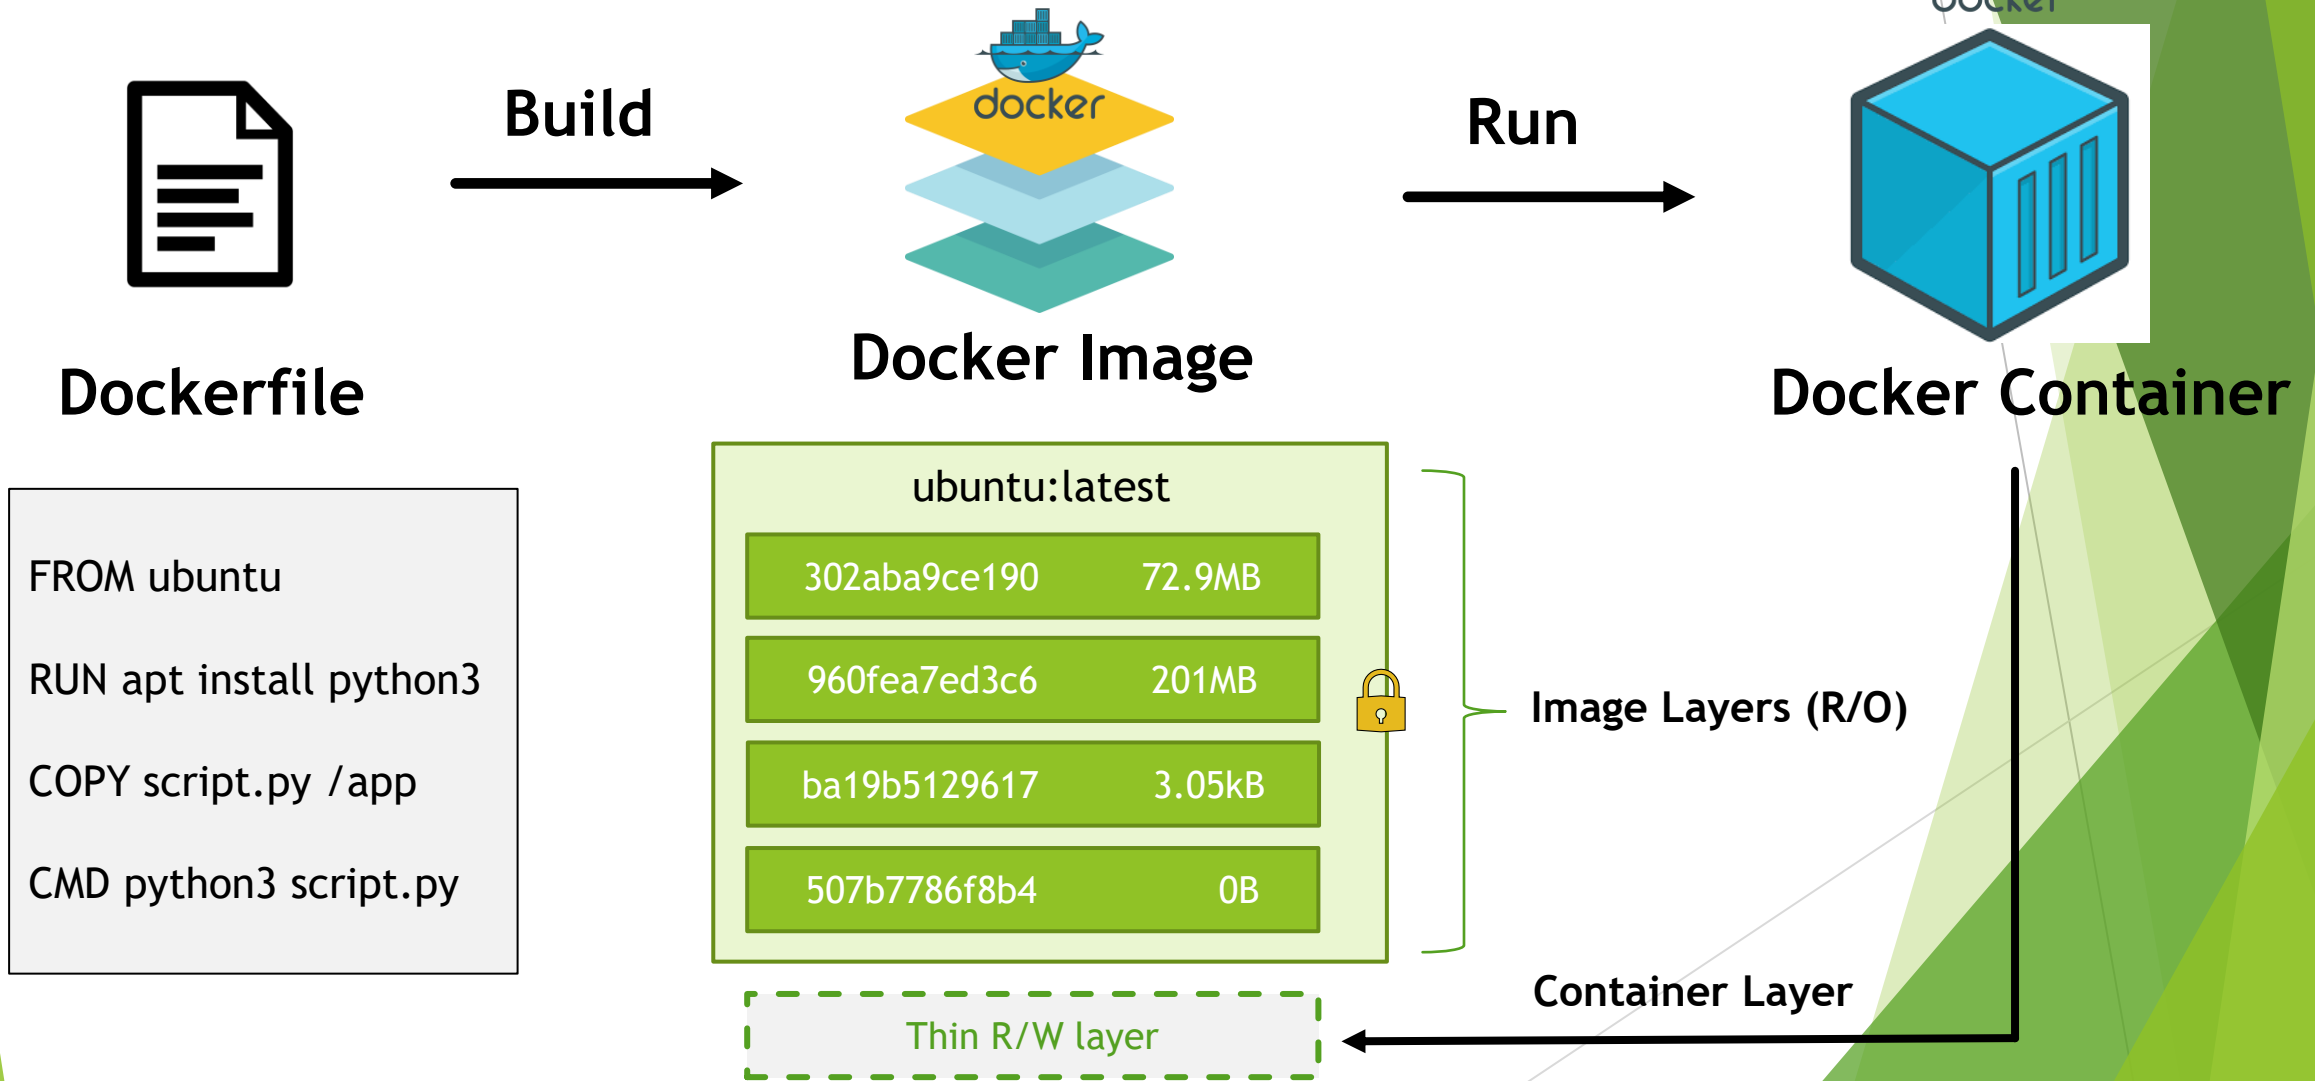 docker
docker
Build
Run
Dockerfile
Docker Image
Docker Container
FROM ubuntu
RUN apt install python3
COPY script.py /app
CMD python3 script.py
ubuntu:latest
302aba9ce190 72.9MB
960fea7ed3c6 201MB
ba19b5129617 3.05kB
507b7786f8b4 0B
Image Layers (R/O)
Container Layer
Thin R/W layer